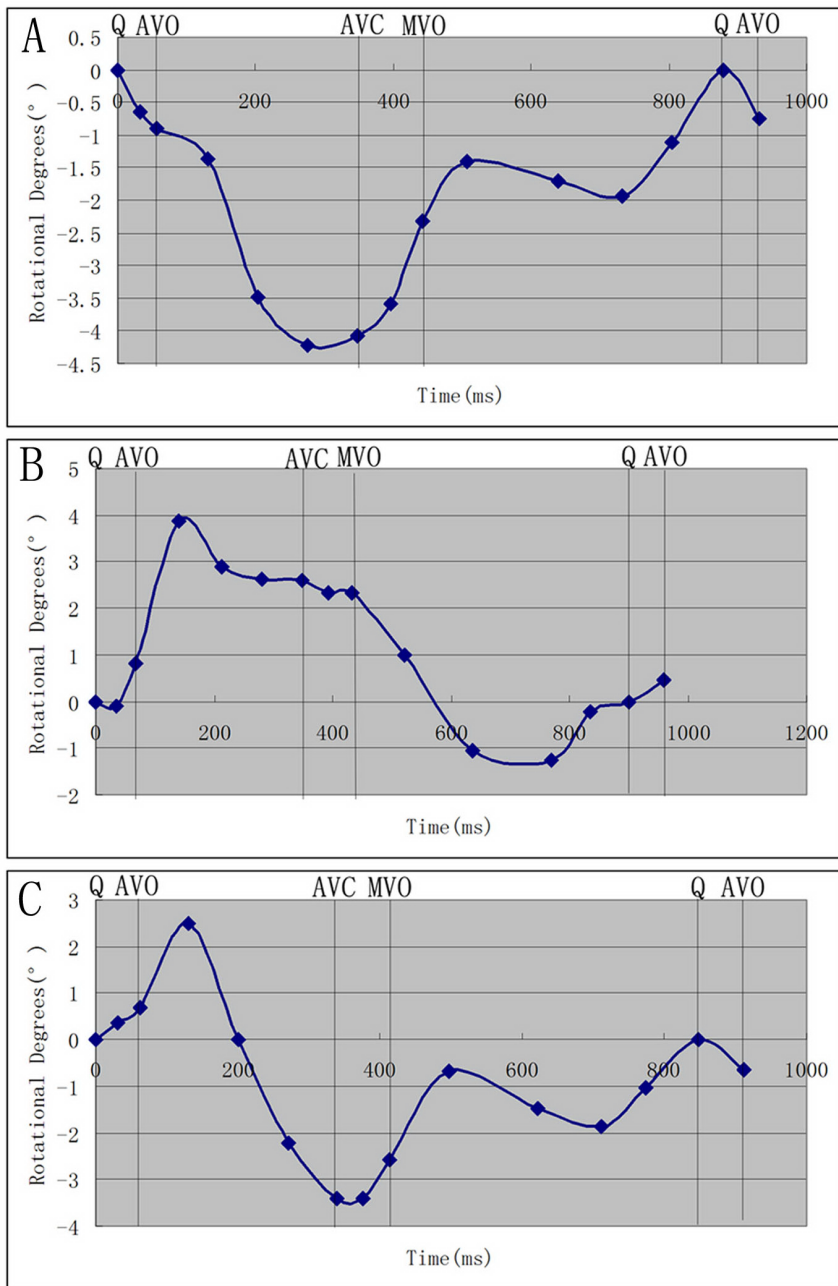 A
Q AVO AVC MVO Q AVO
0.5
0
-0.5
-1
-1.5
-2
-2.5
-3
-3.5
-4
-4.5
0 200 400 600 800 1000
Rotational Degrees(°)
Time(ms)
B
Q AVO AVC MVO Q AVO
5
4
3
2
1
0
-1
-2
0 200 400 600 800 1000 1200
Rotational Degrees(°)
Time(ms)
C
Q AVO AVC MVO Q AVO
3
2
1
0
-1
-2
-3
-4
0 200 400 600 800 1000
Rotational Degrees(°)
Time(ms)